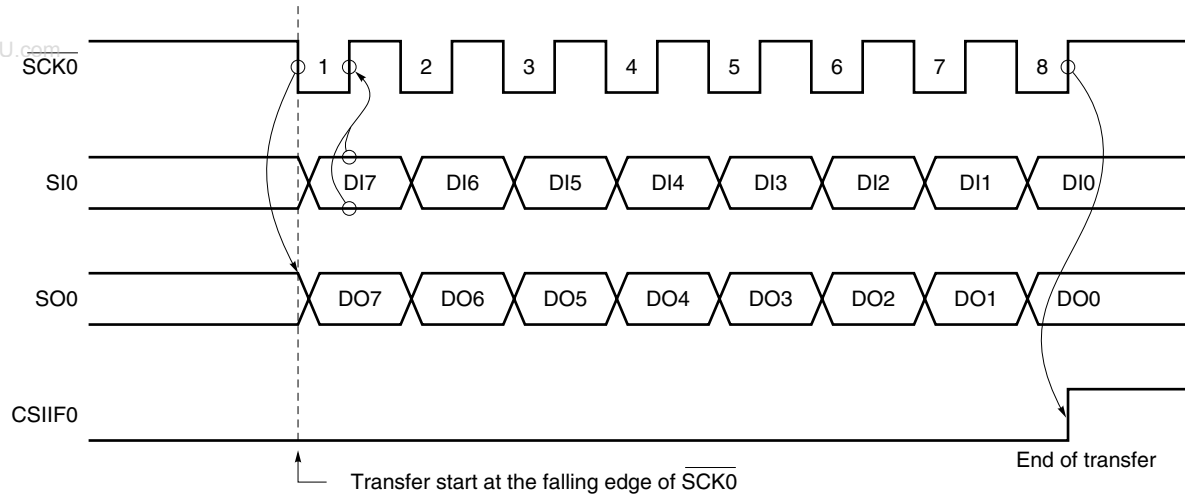 U.com
SCK0 1 2 3 4 5 6 7 8
SI0 DI7 DI6 DI5 DI4 DI3 DI2 DI1 DI0
SO0 DO7 DO6 DO5 DO4 DO3 DO2 DO1 DO0
CSIIF0
End of transfer
Transfer start at the falling edge of SCK0